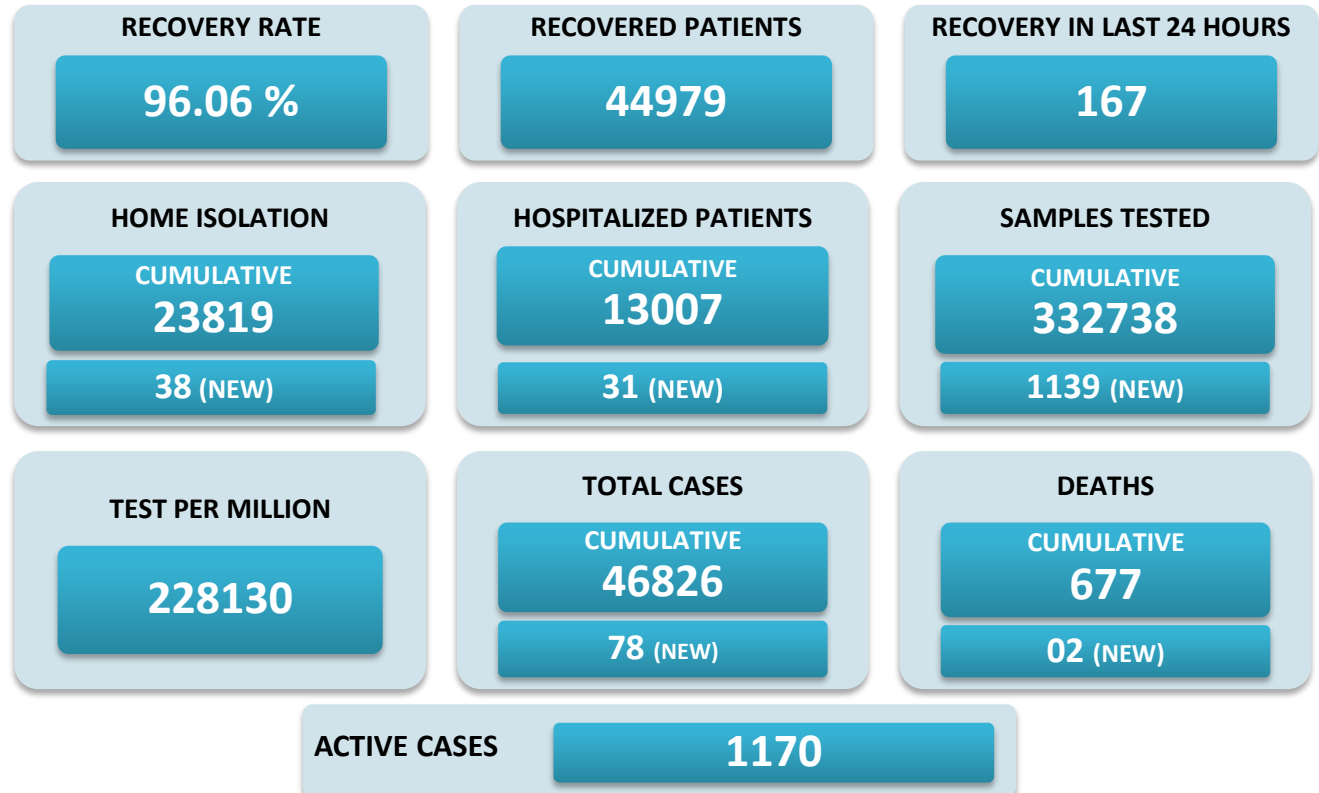 RECOVERY RATE
96.06 %
RECOVERED PATIENTS
44979
RECOVERY IN LAST 24 HOURS
167
HOME ISOLATION
CUMULATIVE
23819
38 (NEW)
HOSPITALIZED PATIENTS
CUMULATIVE
13007
31 (NEW)
SAMPLES TESTED
CUMULATIVE
332738
1139 (NEW)
TEST PER MILLION
228130
TOTAL CASES
CUMULATIVE
46826
78 (NEW)
DEATHS
CUMULATIVE
677
02 (NEW)
ACTIVE CASES
1170